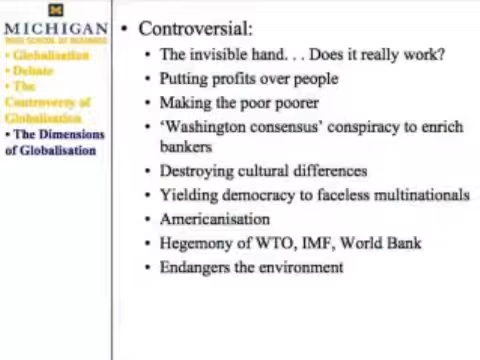 MICHIGAN
ROSS SCHOOL OF BUSINESS
• Globalisation
• Debate
• The
Controversy of
Globalisation
• The Dimensions
of Globalisation
• Controversial:
• The invisible hand. . . Does it really work?
• Putting profits over people
• Making the poor poorer
• ‘Washington consensus’ conspiracy to enrich
bankers
• Destroying cultural differences
• Yielding democracy to faceless multinationals
• Americanisation
• Hegemony of WTO, IMF, World Bank
• Endangers the environment